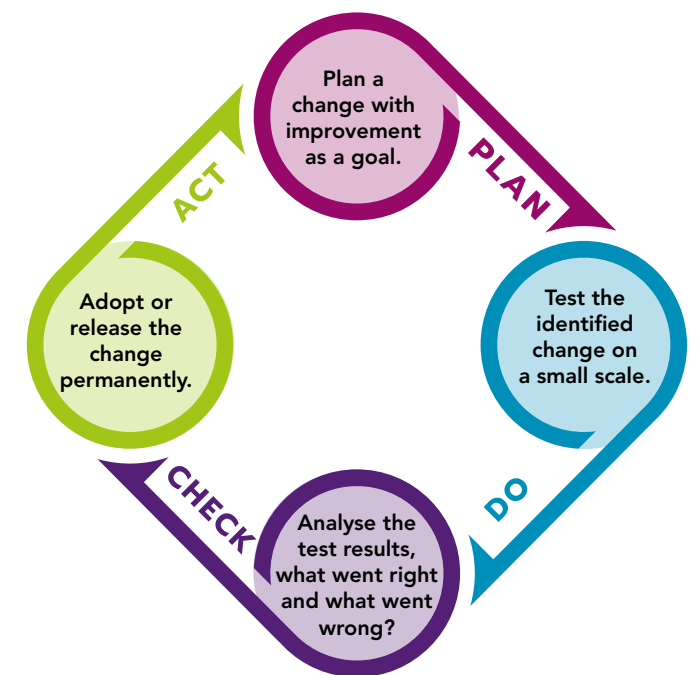 Plan a
change with
improvement
as a goal.
PLAN
Test the
identified
change on
a small scale.
DO
Analyse the
test results,
what went right
and what went
wrong?
CHECK
Adopt or
release the
change
permanently.
ACT